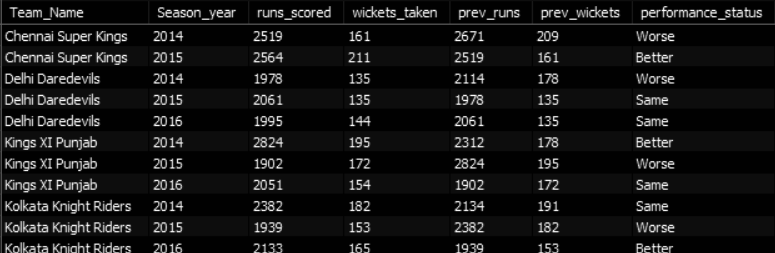 Team_Name Season_year runs_scored wickets_taken prev_runs prev_wickets performance_status
Chennai Super Kings 2014 2519 161 2671 209 Worse
Chennai Super Kings 2015 2564 211 2519 161 Better
Delhi Daredevils 2014 1978 135 2114 178 Worse
Delhi Daredevils 2015 2061 135 1978 135 Same
Delhi Daredevils 2016 1995 144 2061 135 Same
Kings XI Punjab 2014 2824 195 2312 178 Better
Kings XI Punjab 2015 1902 172 2824 195 Worse
Kings XI Punjab 2016 2051 154 1902 172 Same
Kolkata Knight Riders 2014 2382 182 2134 191 Same
Kolkata Knight Riders 2015 1939 153 2382 182 Worse
Kolkata Knight Riders 2016 2133 165 1939 153 Better